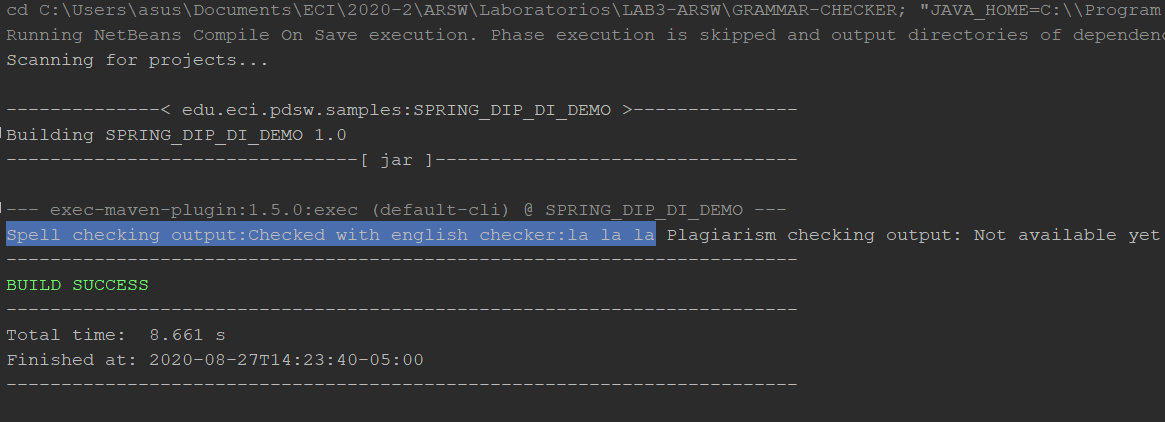 cd C:\Users\asus\Documents\ECI\2020-2\ARSW\Laboratorios\LAB3-ARSW\GRAMMAR-CHECKER; "JAVA_HOME=C:\\Program
Running NetBeans Compile On Save execution. Phase execution is skipped and output directories of dependenc
Scanning for projects...
--------------< edu.eci.pdsw.samples:SPRING_DIP_DI_DEMO >---------------
Building SPRING_DIP_DI_DEMO 1.0
--------------------------------[ jar ]---------------------------------
--- exec-maven-plugin:1.5.0:exec (default-cli) @ SPRING_DIP_DI_DEMO ---
Spell checking output:Checked with english checker:la la la Plagiarism checking output: Not available yet
------------------------------------------------------------------------
BUILD SUCCESS
------------------------------------------------------------------------
Total time:  8.661 s
Finished at: 2020-08-27T14:23:40-05:00
------------------------------------------------------------------------